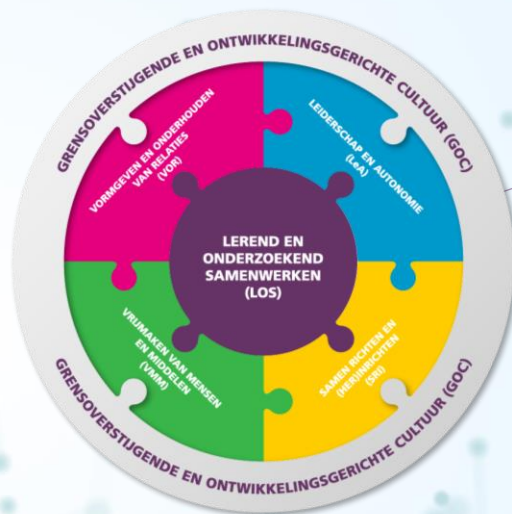 GRENSOVERSTIJGENDE EN ONTWIKKELINGSGERICHTE CULTUUR (GOC)
VORMGEVEN EN ONDERHOUDEN
VAN RELATIES
(VOR)
LEIDERSCHAP EN AUTONOMIE
(LeA)
LEREND EN
ONDERZOEKEND
SAMENWERKEN
(LOS)
VRIJMAKEN VAN MENSEN
EN MIDDELEN
(VMM)
SAMEN RICHTEN EN
(HER)INRICHTEN
(SRI)
GRENSOVERSTIJGENDE EN ONTWIKKELINGSGERICHTE CULTUUR (GOC)